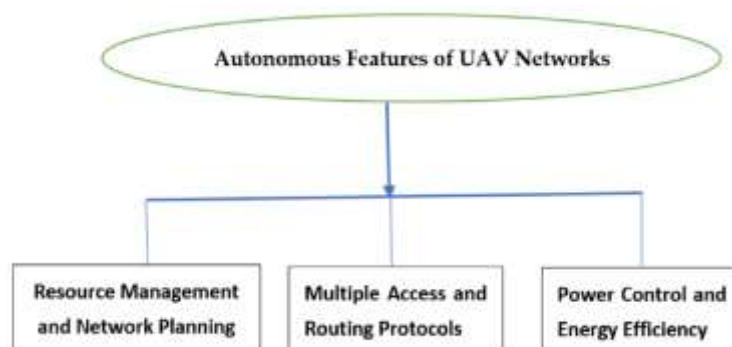 Autonomous Features of UAV Networks
Resource Management
and Network Planning
Multiple Access and
Routing Protocols
Power Control and
Energy Efficiency